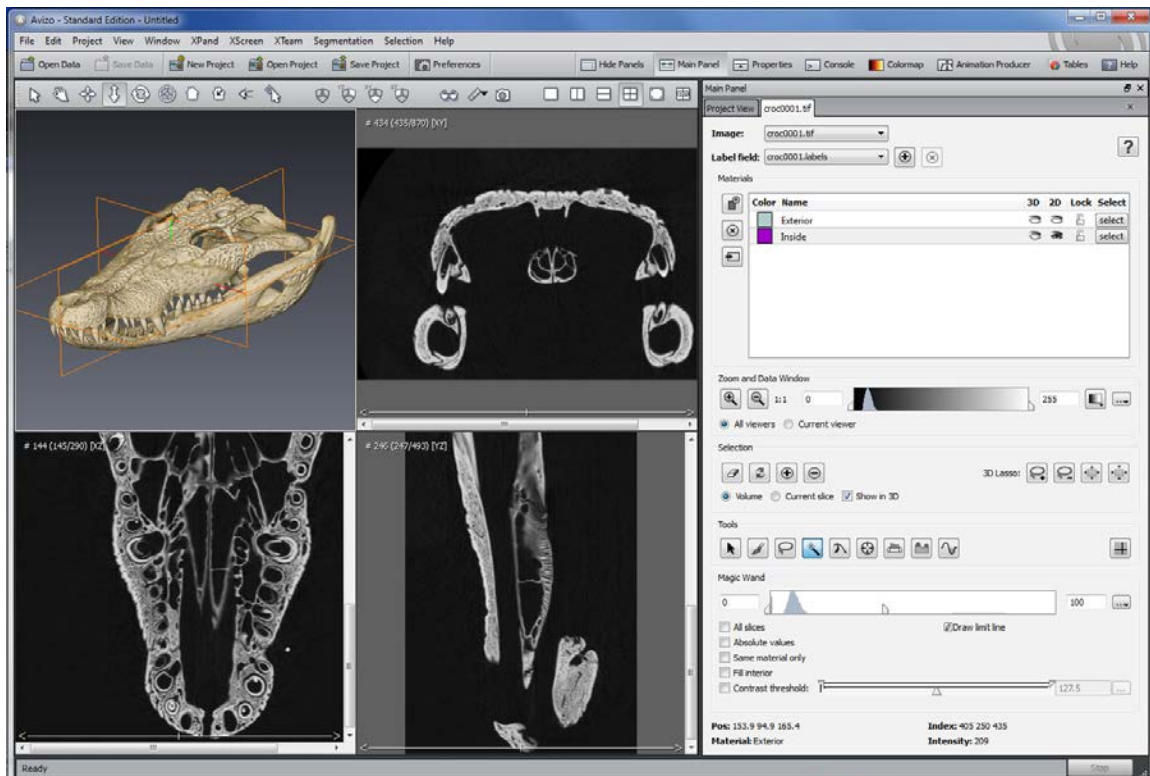 Avizo - Standard Edition - Untitled
File Edit Project View Window XPand XScreen XTeam Segmentation Selection Help
Open Data Save Data New Project Open Project Save Project Preferences Hide Panels Main Panel Properties Console Colormap Animation Producer Tables Help
Main Panel
Project View croc0001.tif
# 434 (435/870) [XY]
Image: croc0001.tif
Label field: croc0001.labels
Materials
Color Name 3D 2D Lock Select
Exterior select
Inside select
Zoom and Data Window
1:1 0 255
All viewers Current viewer
# 144 (145/290) [XZ]
# 246 (247/493) [YZ]
Selection
3D Lasso:
Volume Current slice Show in 3D
Tools
Magic Wand
0 100
All slices Draw limit line
Absolute values
Same material only
Fill interior
Contrast threshold: 127.5
Pos: 153.9 94.9 165.4 Index: 405 250 435
Material: Exterior Intensity: 209
Ready Stop